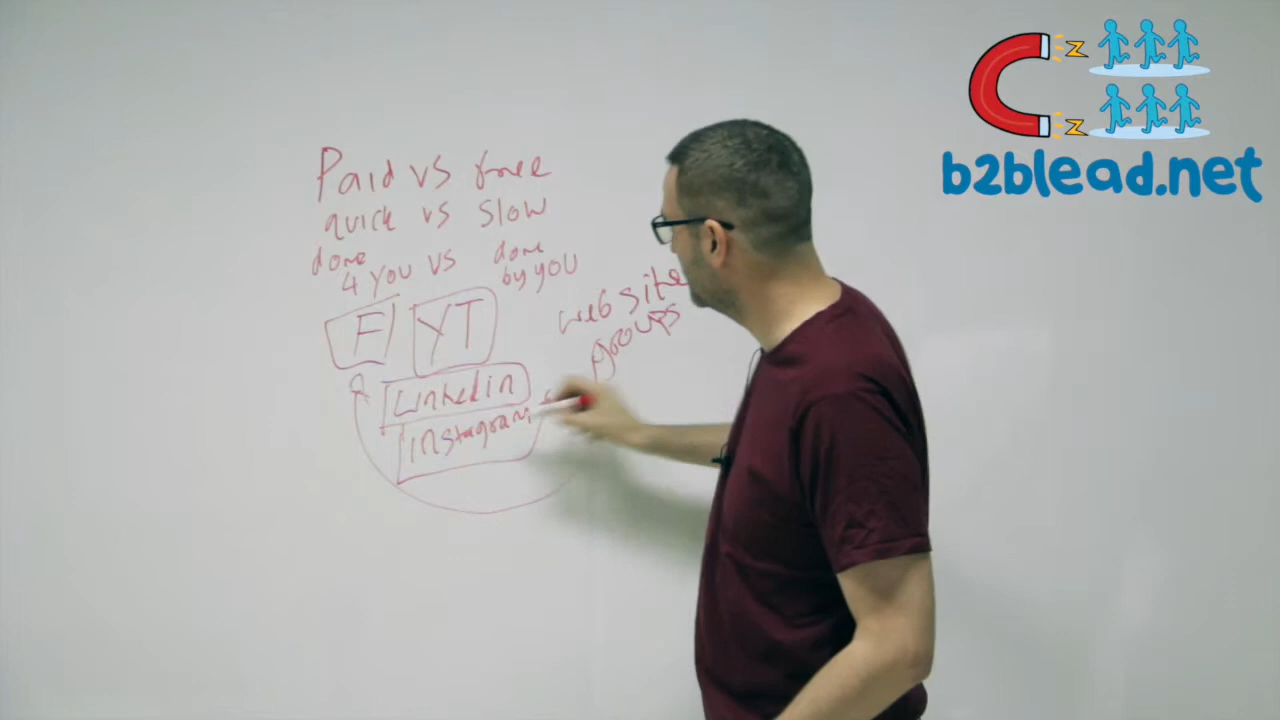 Paid vs free
quick vs slow
done 4 you vs done by you
F YT
website
groups
Linkedin
instagram
b2blead.net